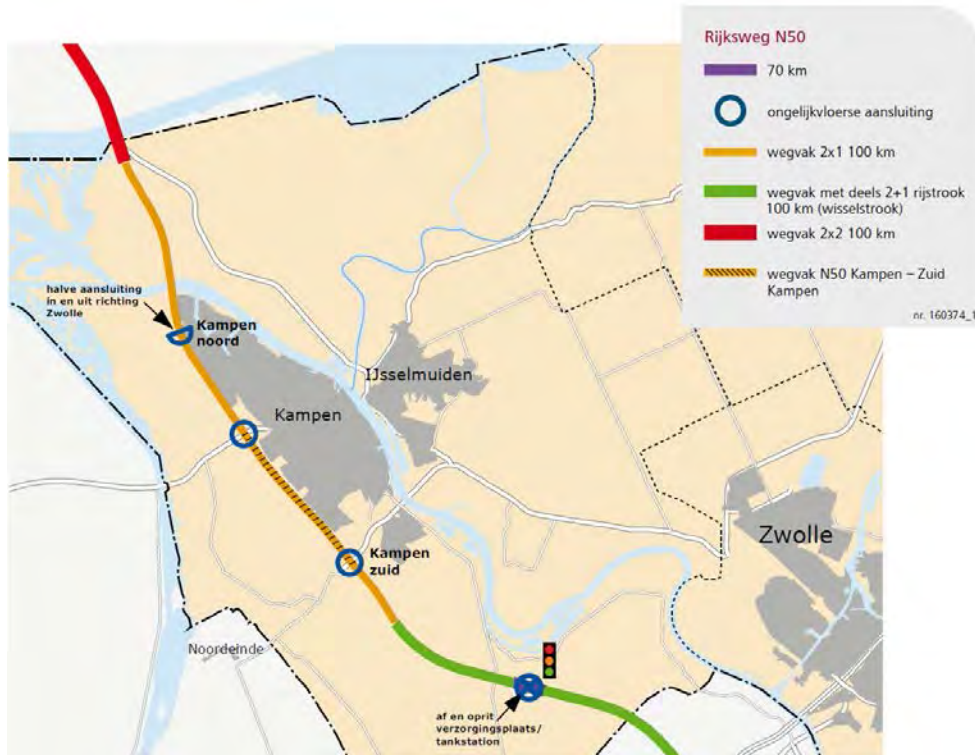 Rijksweg N50
70 km
ongelijkvloerse aansluiting
wegvak 2x1 100 km
wegvak met deels 2+1 rijstrook
100 km (wisselstrook)
wegvak 2x2 100 km
wegvak N50 Kampen – Zuid
Kampen
nr. 160374_1
halve aansluiting
in en uit richting
Zwolle
Kampen
noord
IJsselmuiden
Kampen
Zwolle
Kampen
zuid
Noordeinde
af en oprit
verzorgingsplaats/
tankstation